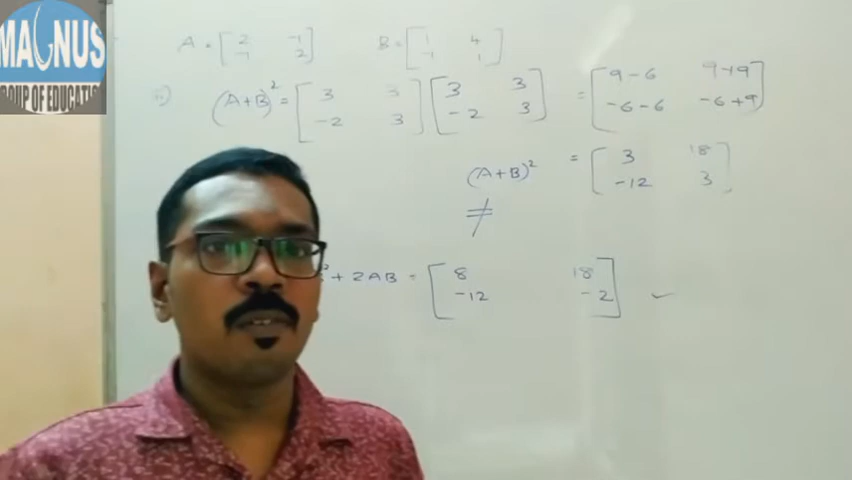 MAGNUS
GROUP OF EDUCATION
A = [2 -1
-1 2]
B = [1 4
-1 1]
(A+B)² = [3 3
-2 3] [3 3
-2 3] = [9-6 9+9
-6-6 -6+9]
(A+B)² = [3 18
-12 3]
≠
² + 2AB = [8 18
-12 -2] ✓